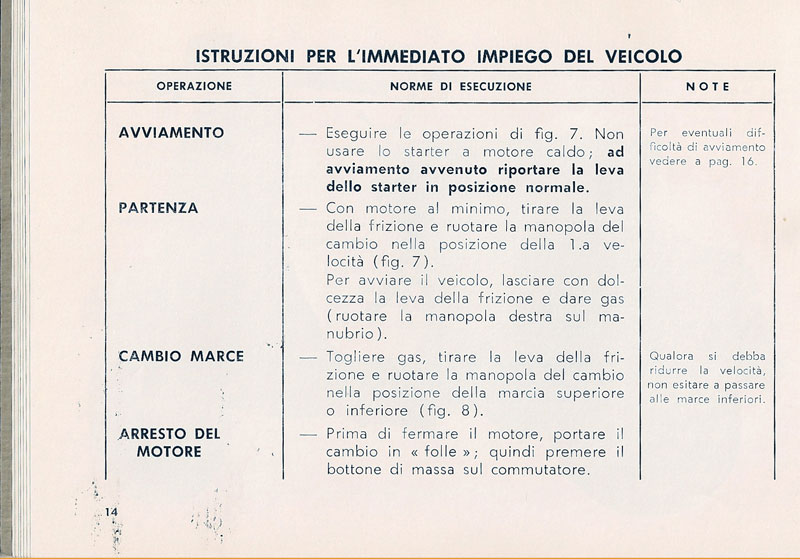 ISTRUZIONI PER L'IMMEDIATO IMPIEGO DEL VEICOLO
OPERAZIONE
NORME DI ESECUZIONE
NOTE
AVVIAMENTO
— Eseguire le operazioni di fig. 7. Non
usare lo starter a motore caldo; ad
avviamento avvenuto riportare la leva
dello starter in posizione normale.
Per eventuali dif-
ficoltà di avviamento
vedere a pag. 16.
PARTENZA
— Con motore al minimo, tirare la leva
della frizione e ruotare la manopola del
cambio nella posizione della 1.a ve-
locità (fig. 7).
Per avviare il veicolo, lasciare con dol-
cezza la leva della frizione e dare gas
(ruotare la manopola destra sul ma-
nubrio).
CAMBIO MARCE
— Togliere gas, tirare la leva della fri-
zione e ruotare la manopola del cambio
nella posizione della marcia superiore
o inferiore (fig. 8).
Qualora si debba
ridurre la velocità,
non esitare a passare
alle marce inferiori.
ARRESTO DEL
MOTORE
— Prima di fermare il motore, portare il
cambio in « folle »; quindi premere il
bottone di massa sul commutatore.
14